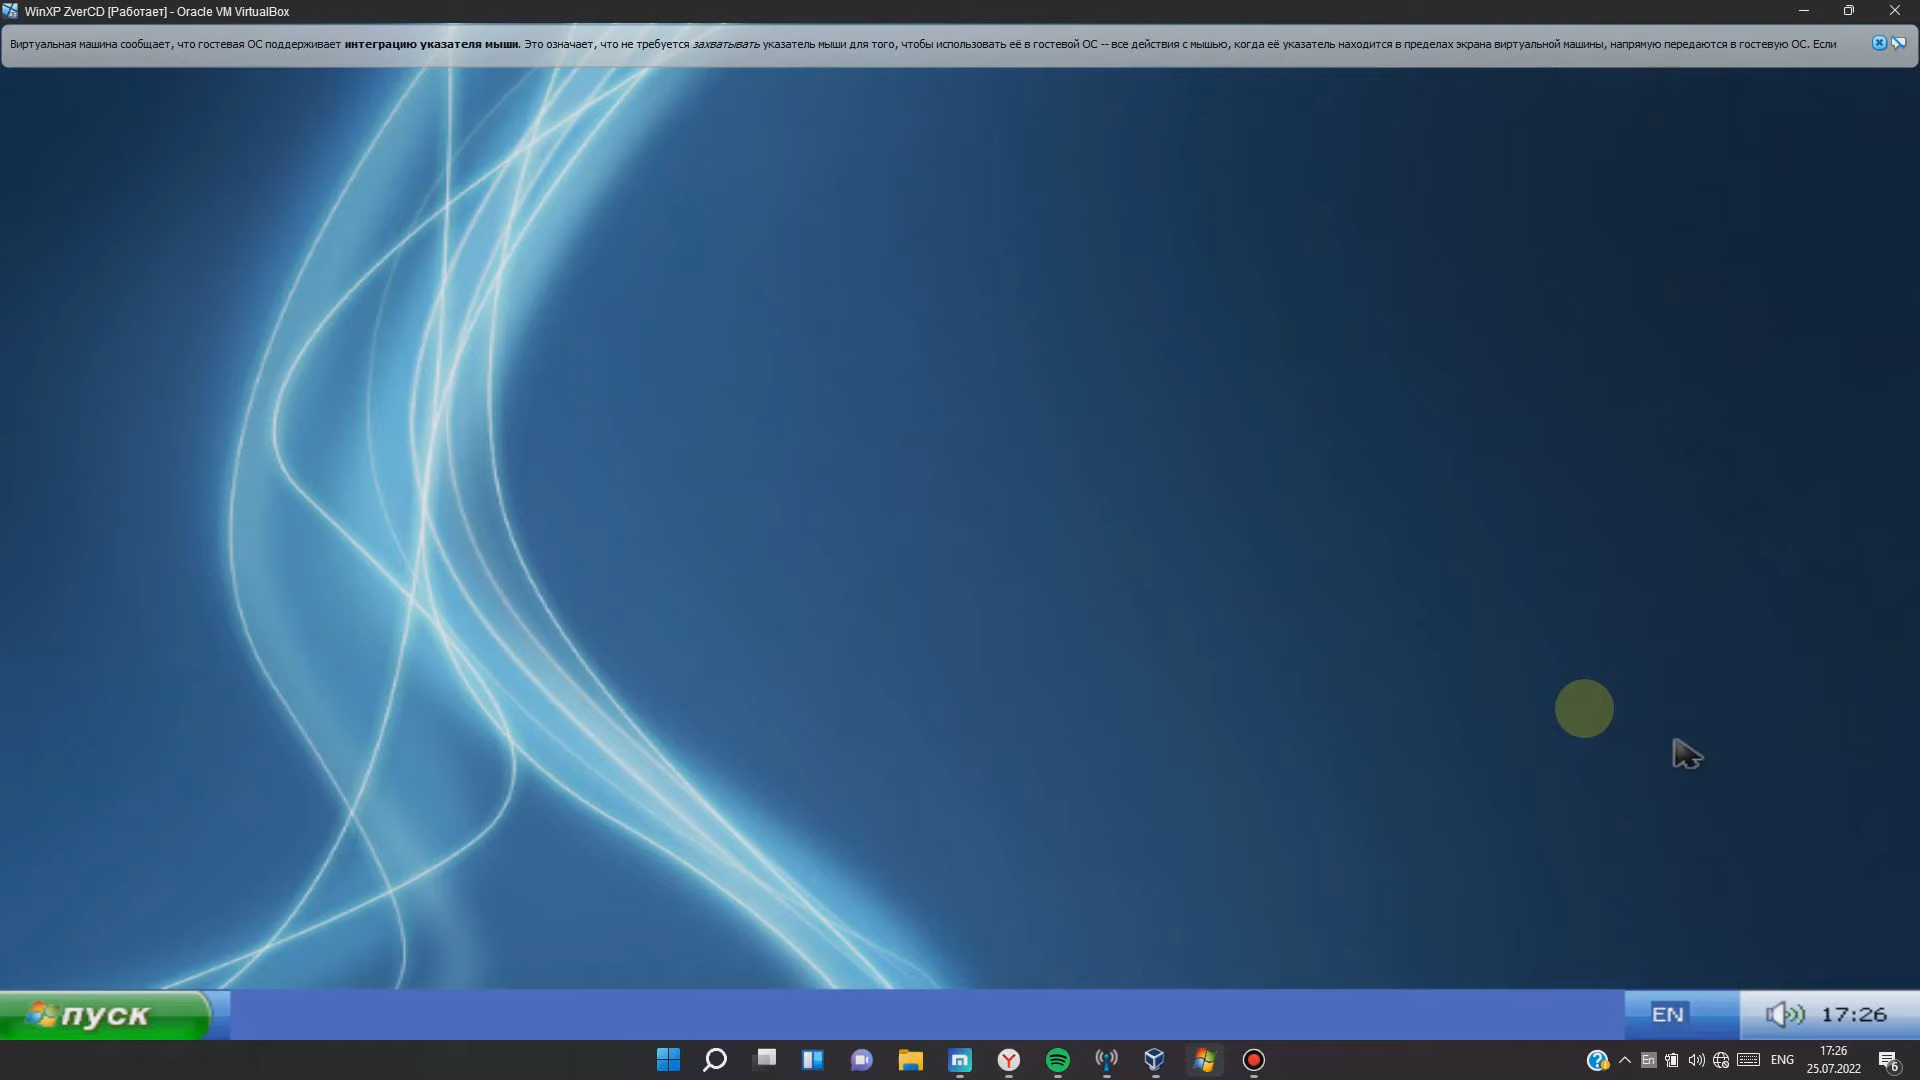 WinXP ZverCD [Работает] - Oracle VM VirtualBox
Виртуальная машина сообщает, что гостевая ОС поддерживает интеграцию указателя мыши. Это означает, что не требуется захватывать указатель мыши для того, чтобы использовать её в гостевой ОС -- все действия с мышью, когда её указатель находится в пределах экрана виртуальной машины, напрямую передаются в гостевую ОС. Если
пуск
EN
17:26
En
ENG
17:26
25.07.2022
6